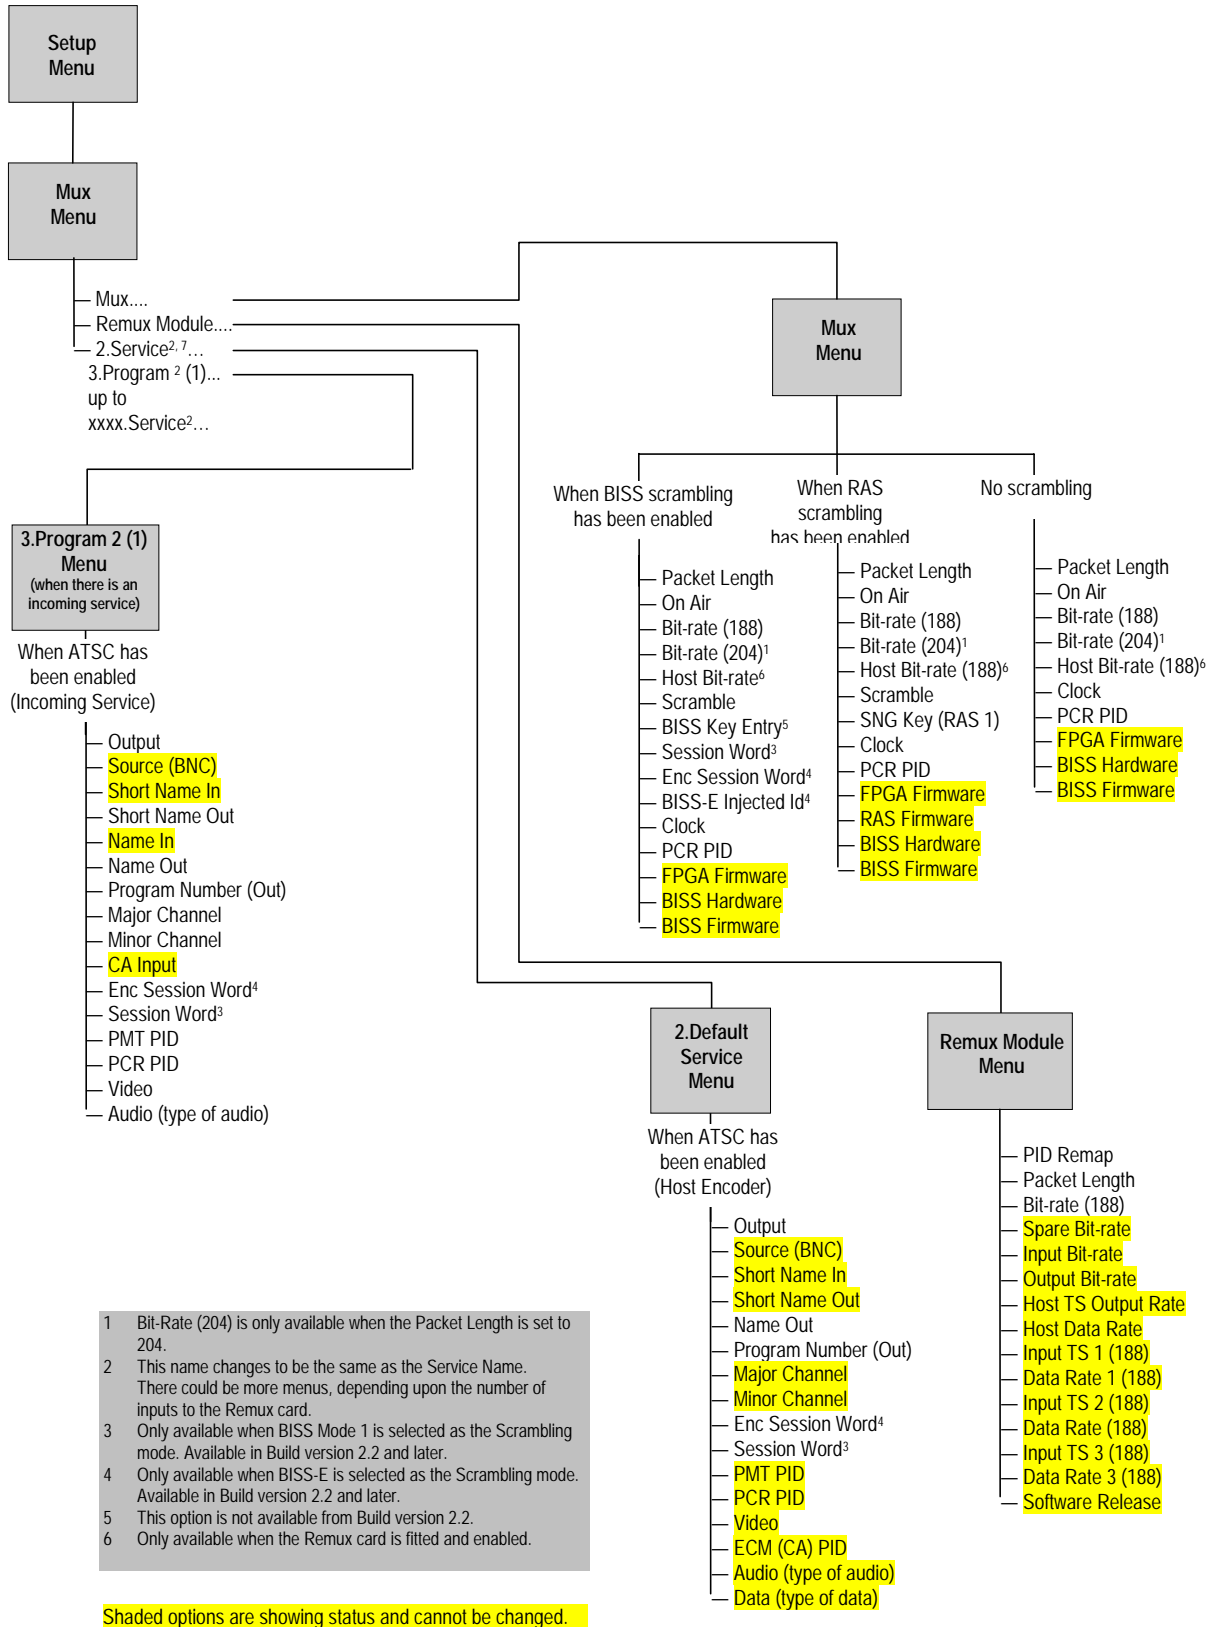 Setup
Menu
Mux
Menu
Mux....
Remux Module....
2.Service2, 7…
3.Program 2 (1)...
up to
xxxx.Service2…
Mux
Menu
When BISS scrambling
has been enabled
Packet Length
On Air
Bit-rate (188)
Bit-rate (204)1
Host Bit-rate6
Scramble
BISS Key Entry5
Session Word3
Enc Session Word4
BISS-E Injected Id4
Clock
PCR PID
FPGA Firmware
BISS Hardware
BISS Firmware
When RAS
scrambling
has been enabled
Packet Length
On Air
Bit-rate (188)
Bit-rate (204)1
Host Bit-rate (188)6
Scramble
SNG Key (RAS 1)
Clock
PCR PID
FPGA Firmware
RAS Firmware
BISS Hardware
BISS Firmware
No scrambling
Packet Length
On Air
Bit-rate (188)
Bit-rate (204)1
Host Bit-rate (188)6
Clock
PCR PID
FPGA Firmware
BISS Hardware
BISS Firmware
3.Program 2 (1)
Menu
(when there is an
incoming service)
When ATSC has
been enabled
(Incoming Service)
Output
Source (BNC)
Short Name In
Short Name Out
Name In
Name Out
Program Number (Out)
Major Channel
Minor Channel
CA Input
Enc Session Word4
Session Word3
PMT PID
PCR PID
Video
Audio (type of audio)
2.Default
Service
Menu
When ATSC has
been enabled
(Host Encoder)
Output
Source (BNC)
Short Name In
Short Name Out
Name Out
Program Number (Out)
Major Channel
Minor Channel
Enc Session Word4
Session Word3
PMT PID
PCR PID
Video
ECM (CA) PID
Audio (type of audio)
Data (type of data)
Remux Module
Menu
PID Remap
Packet Length
Bit-rate (188)
Spare Bit-rate
Input Bit-rate
Output Bit-rate
Host TS Output Rate
Host Data Rate
Input TS 1 (188)
Data Rate 1 (188)
Input TS 2 (188)
Data Rate (188)
Input TS 3 (188)
Data Rate 3 (188)
Software Release
1 Bit-Rate (204) is only available when the Packet Length is set to
204.
2 This name changes to be the same as the Service Name.
There could be more menus, depending upon the number of
inputs to the Remux card.
3 Only available when BISS Mode 1 is selected as the Scrambling
mode. Available in Build version 2.2 and later.
4 Only available when BISS-E is selected as the Scrambling mode.
Available in Build version 2.2 and later.
5 This option is not available from Build version 2.2.
6 Only available when the Remux card is fitted and enabled.
Shaded options are showing status and cannot be changed.